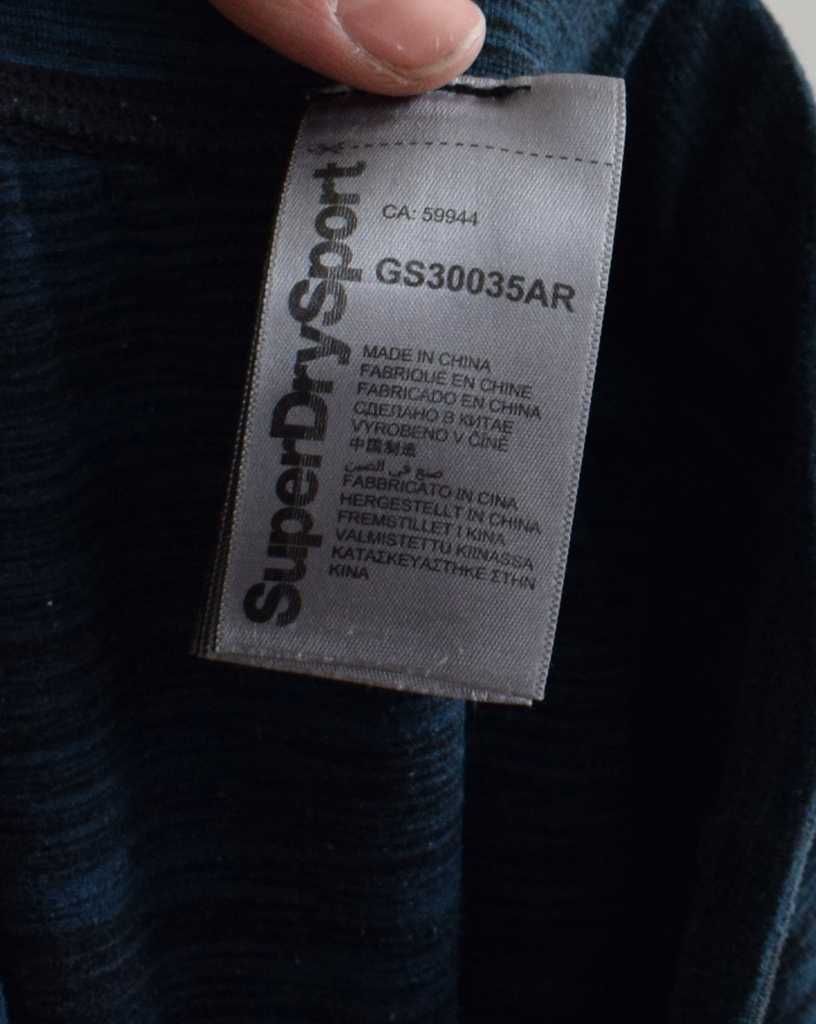 SuperDrySport
CA: 59944
GS30035AR
MADE IN CHINA
FABRIQUE EN CHINE
FABRICADO EN CHINA
СДЕЛАНО В КИТАЕ
VYROBENO V ČÍNĚ
中国制造
صنع في الصين
FABBRICATO IN CINA
HERGESTELLT IN CHINA
FREMSTILLET I KINA
VALMISTETTU KIINASSA
ΚΑΤΑΣΚΕΥΑΣΤΗΚΕ ΣΤΗΝ
ΚΙΝΑ